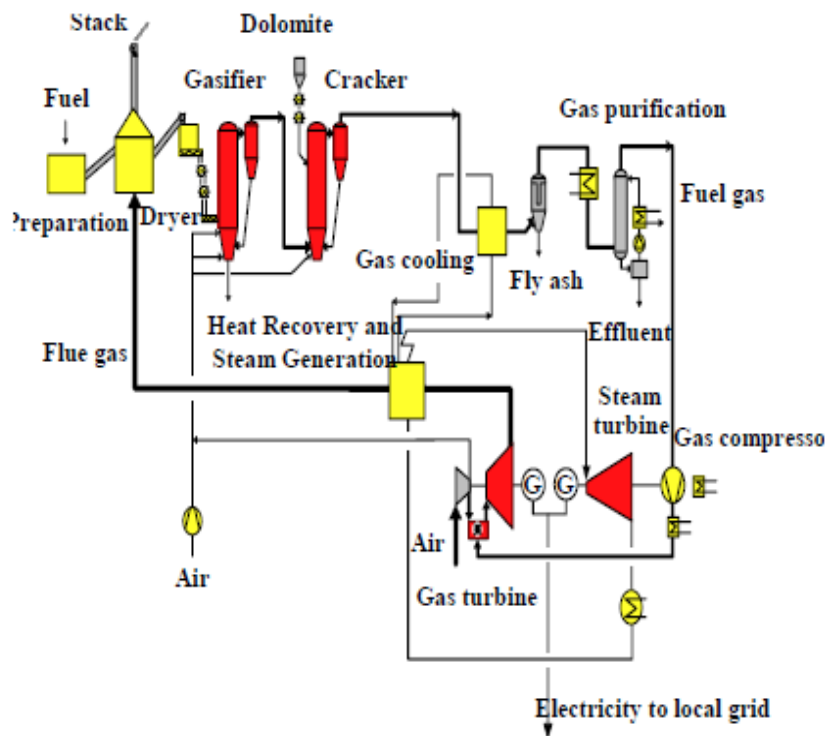 Stack
Dolomite
Gasifier
Cracker
Fuel
Gas purification
Fuel gas
Preparation
Dryer
Gas cooling
Fly ash
Effluent
Heat Recovery and
Steam Generation
Flue gas
Steam
turbine
Gas compresso
G
G
Air
Air
Gas turbine
Electricity to local grid